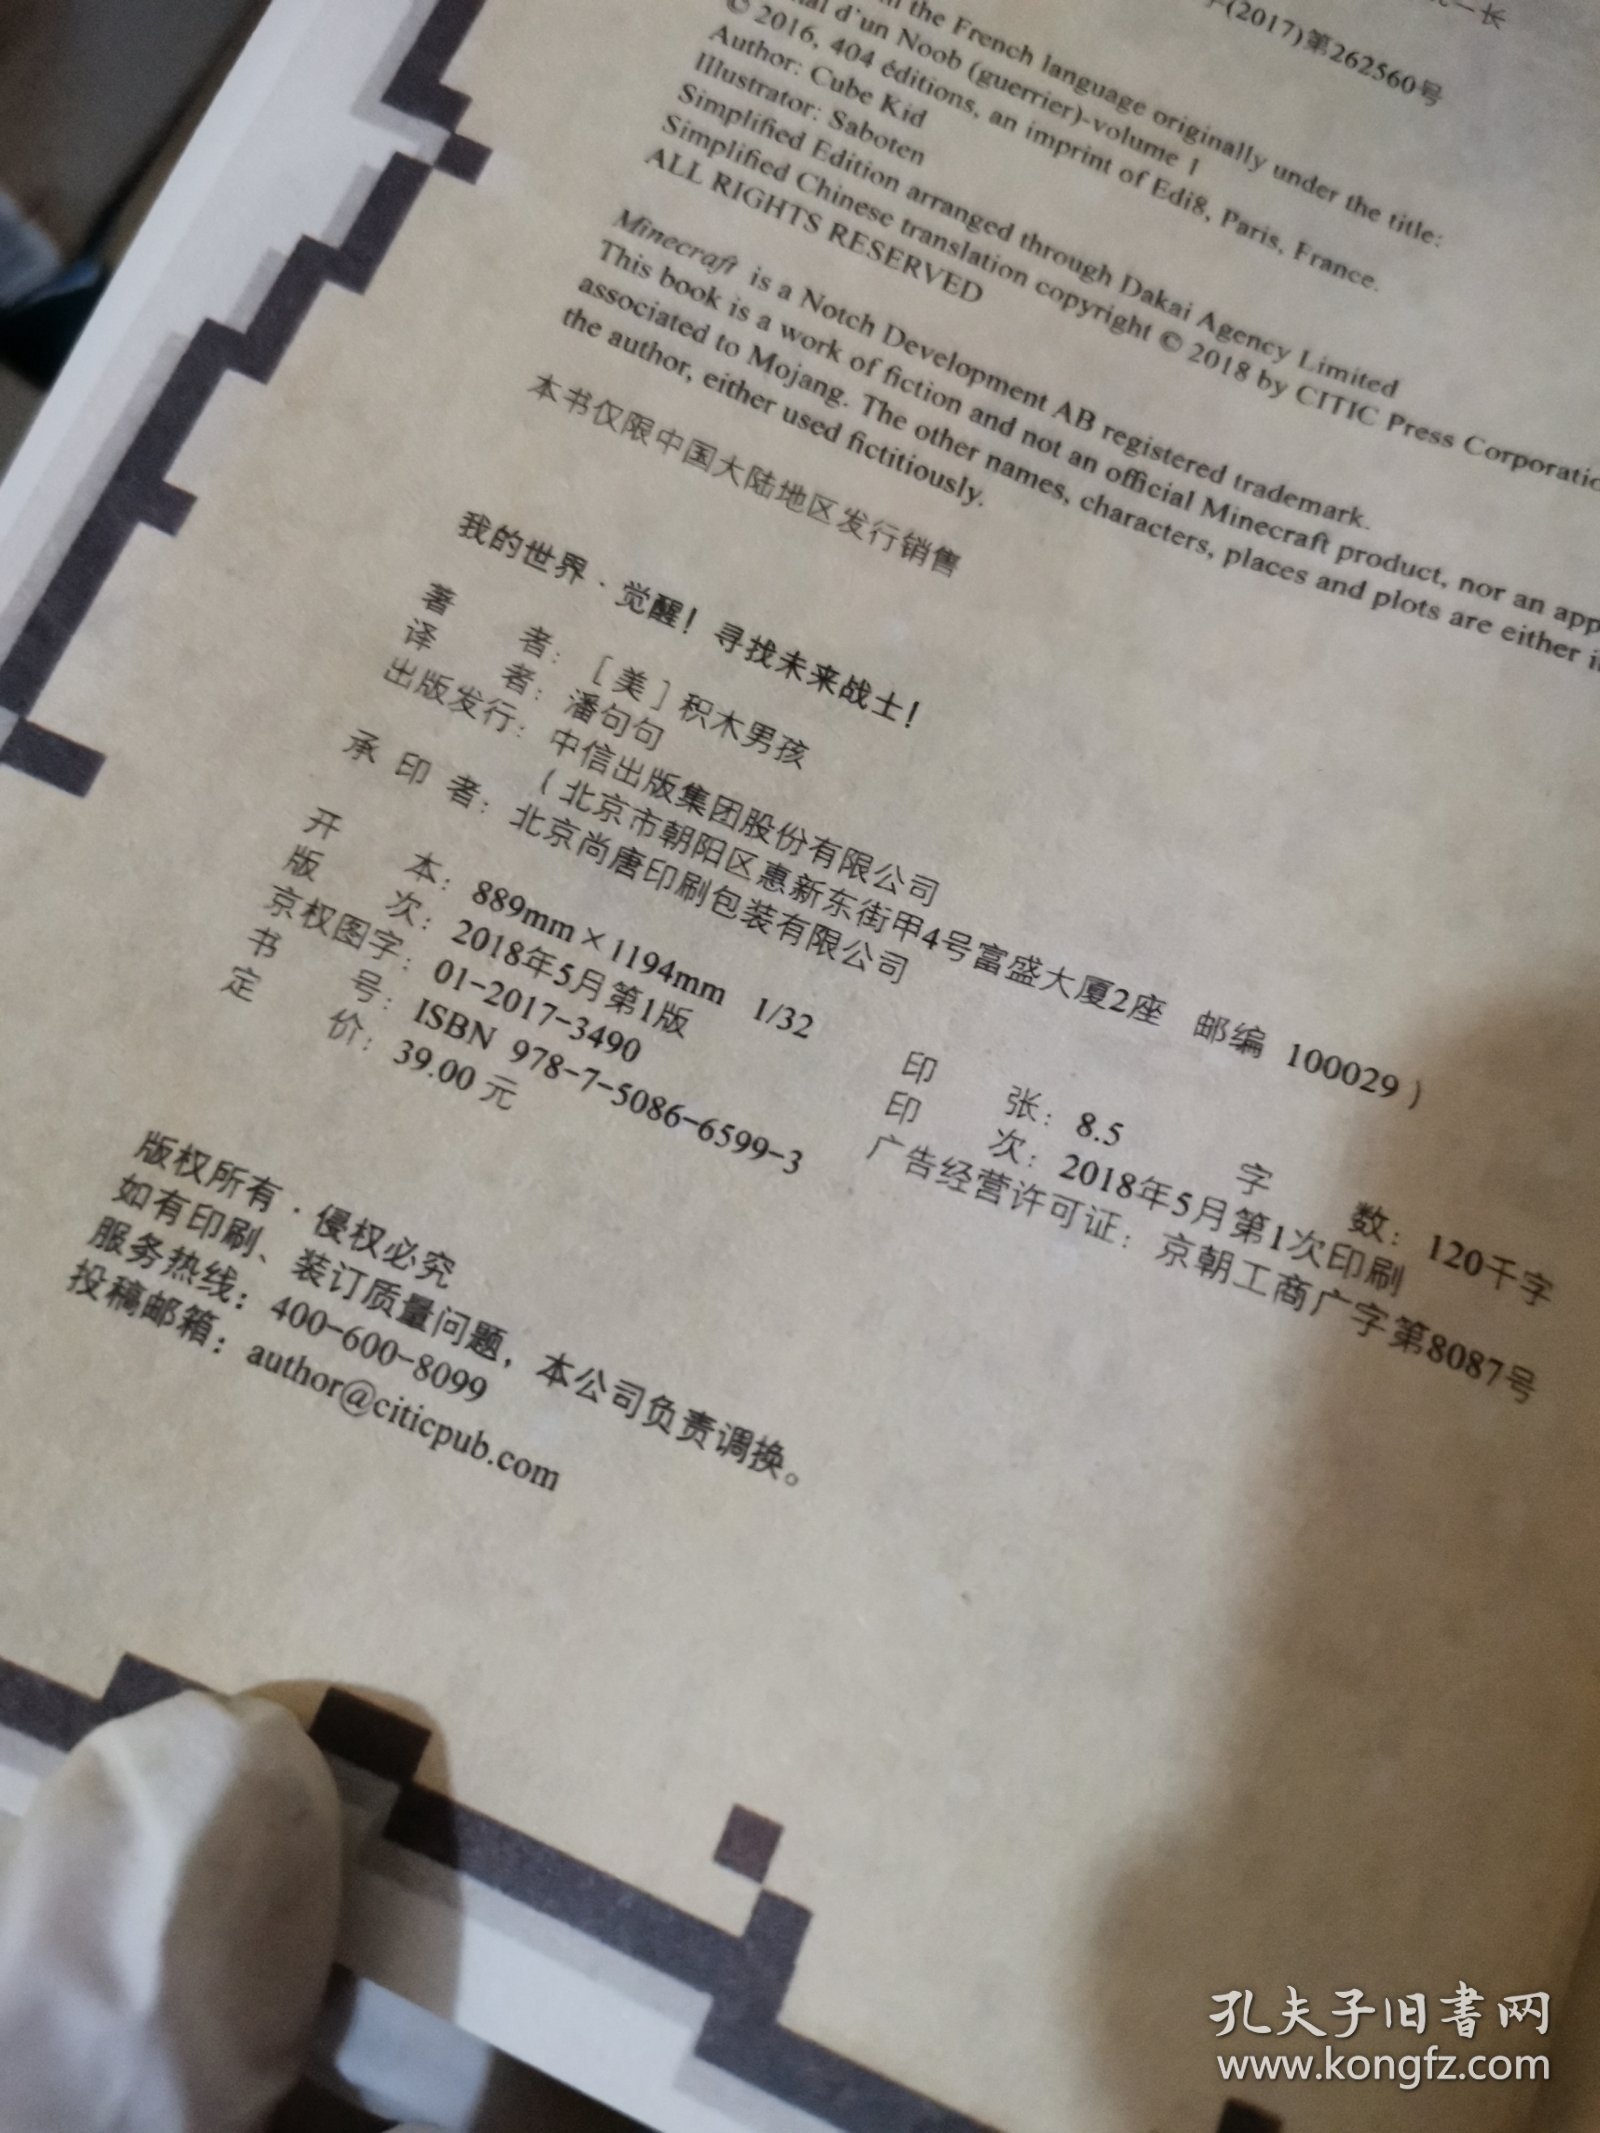 长
(2017)第262560号
the French language originally under the title:
d'un Noob (guerrier)-volume 1
© 2016, 404 éditions, an imprint of Edi8, Paris, France.
Author: Cube Kid
Illustrator: Saboten
Simplified Edition arranged through Dakai Agency Limited
Simplified Chinese translation copyright © 2018 by CITIC Press Corporation
ALL RIGHTS RESERVED
Minecraft is a Notch Development AB registered trademark.
This book is a work of fiction and not an official Minecraft product, nor an app
associated to Mojang. The other names, characters, places and plots are either
the author, either used fictitiously.
本书仅限中国大陆地区发行销售
我的世界·觉醒！寻找未来战士！
著 者：［美］积木男孩
译 者：潘句句
出版发行：中信出版集团股份有限公司
（北京市朝阳区惠新东街甲4号富盛大厦2座 邮编 100029）
承 印 者：北京尚唐印刷包装有限公司
开 本：889mm×1194mm 1/32 印 张：8.5 字 数：120千字
版 次：2018年5月第1版 印 次：2018年5月第1次印刷
京权图字：01-2017-3490 广告经营许可证：京朝工商广字第8087号
书 号：ISBN 978-7-5086-6599-3
定 价：39.00 元
版权所有·侵权必究
如有印刷、装订质量问题，本公司负责调换。
服务热线：400-600-8099
投稿邮箱：author@citicpub.com
孔夫子旧书网
www.kongfz.com